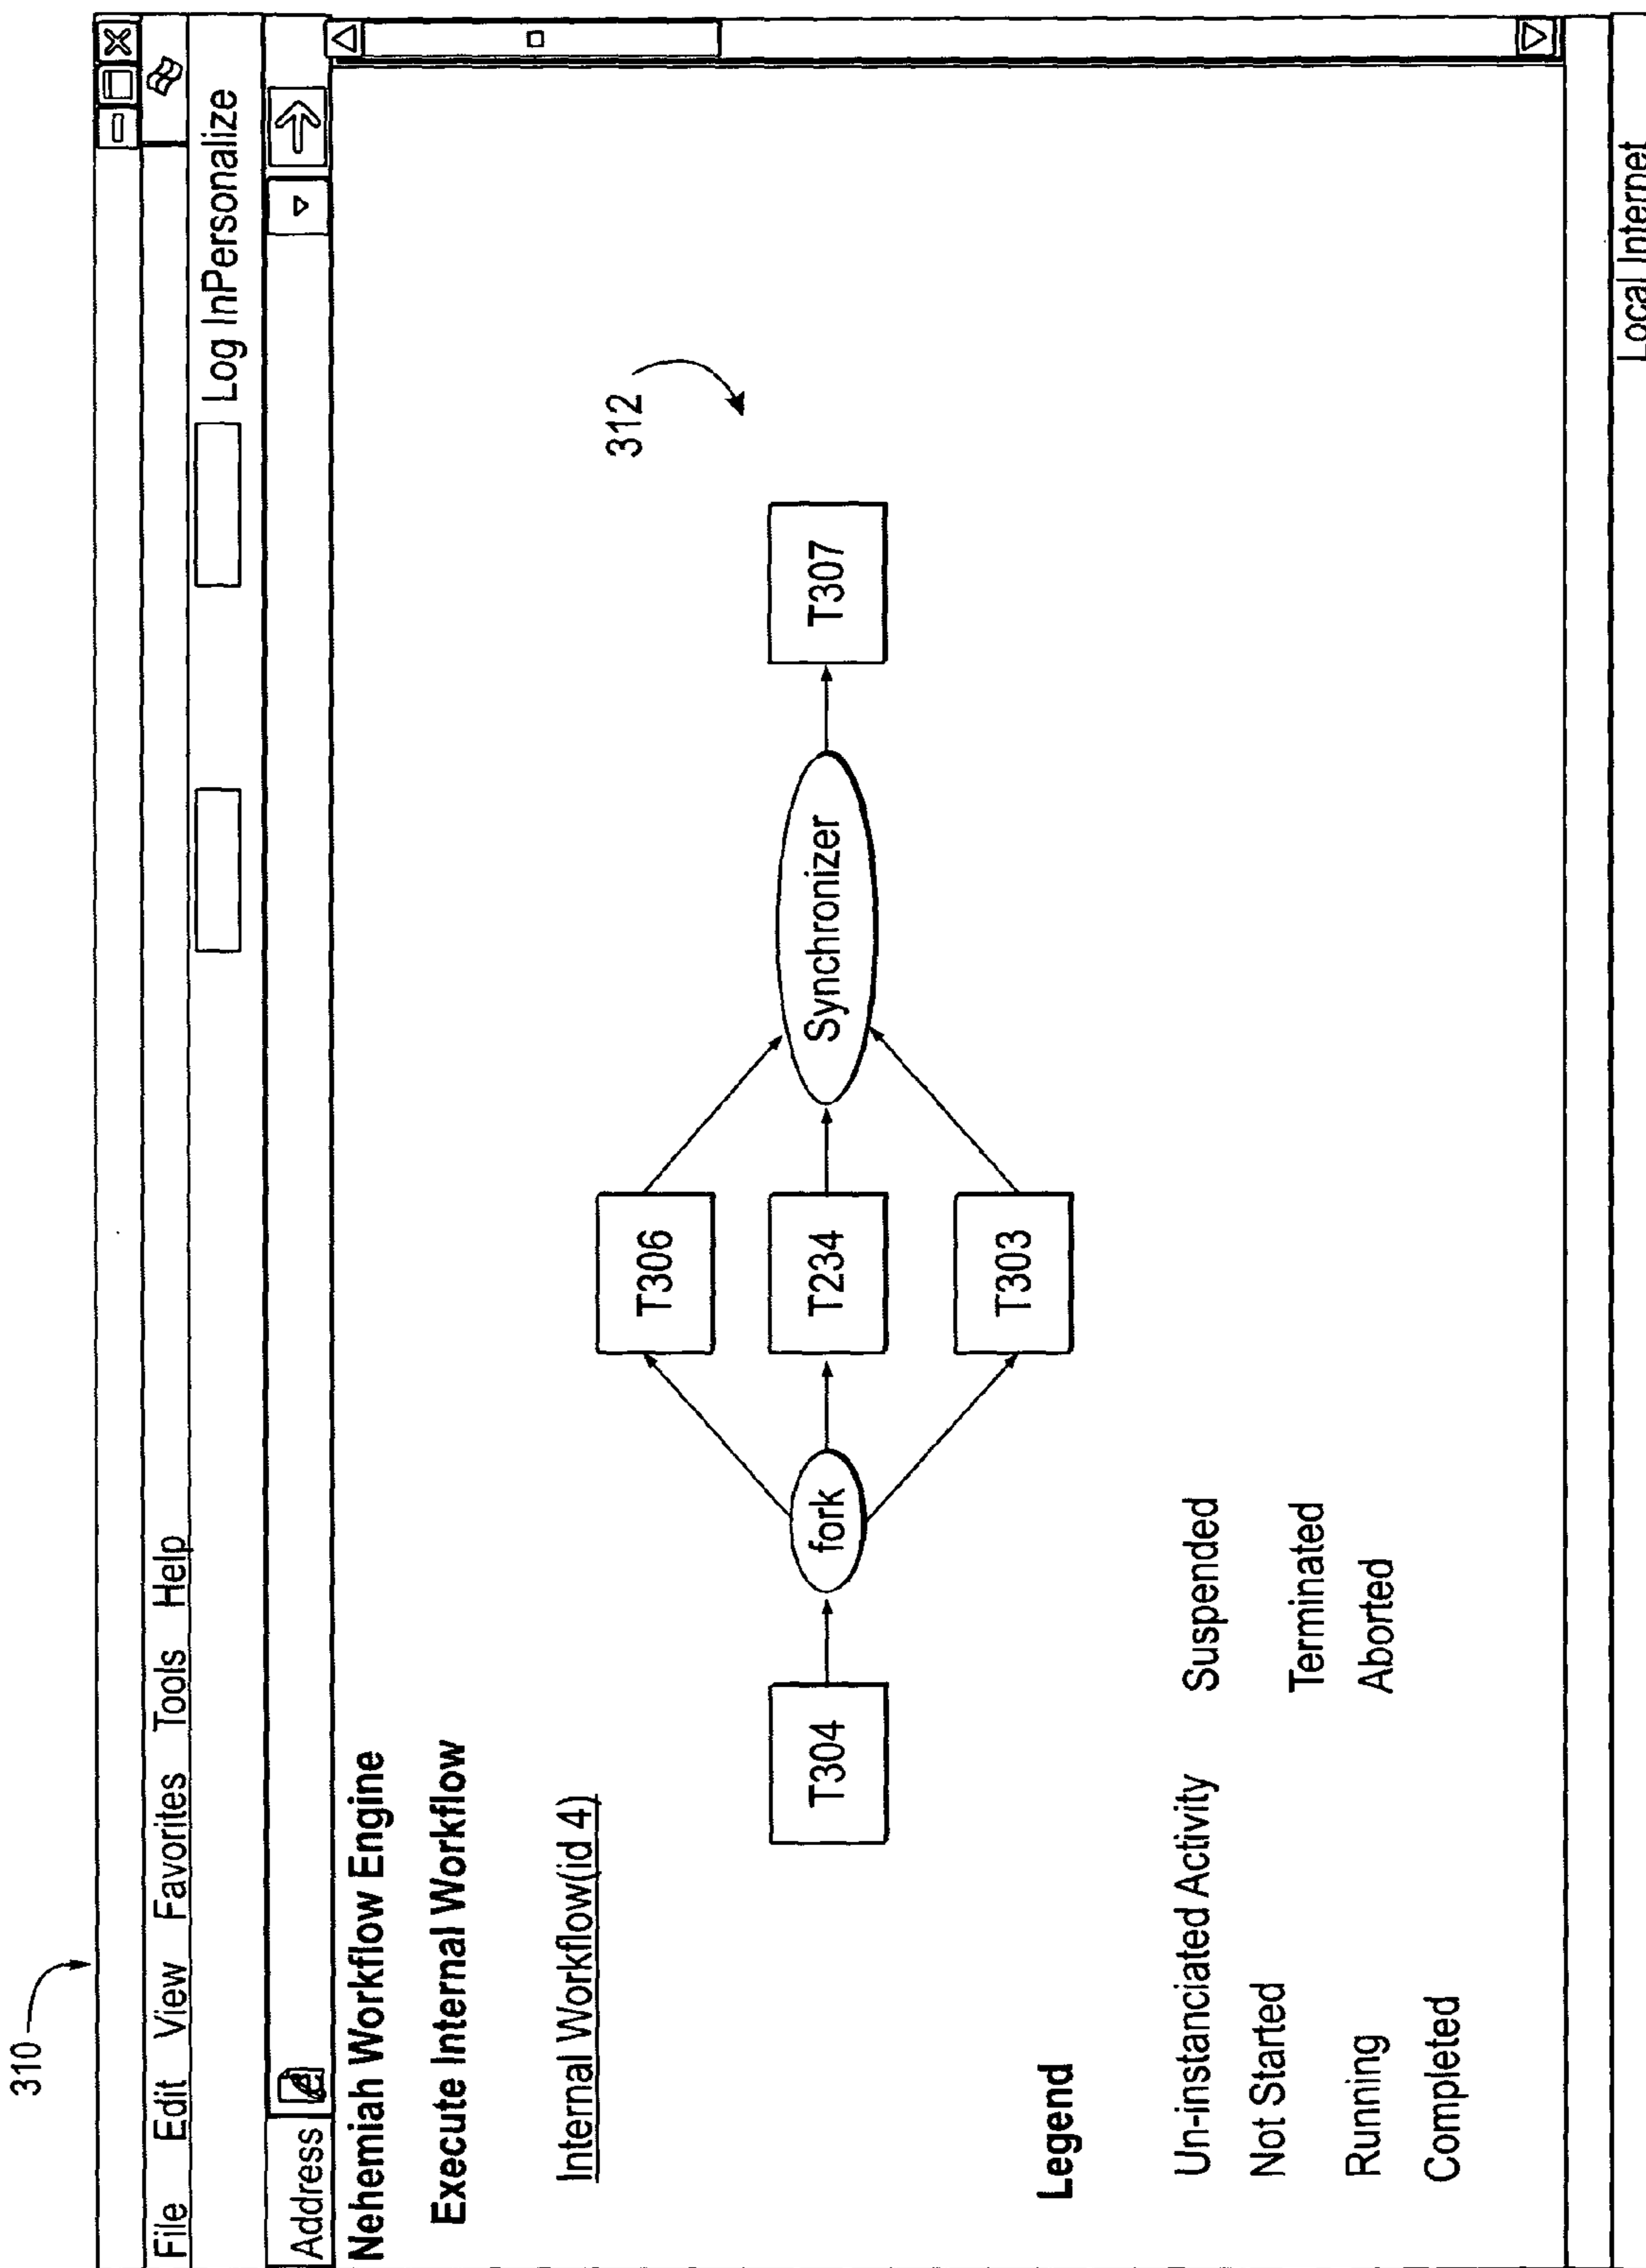 310
File Edit View Favorites Tools Help
Log InPersonalize
Address
Nehemiah Workflow Engine
Execute Internal Workflow
Internal Workflow(id 4)
312
T306
T304 fork T234 Synchronizer T307
T303
Legend
Un-instanciated Activity Suspended
Not Started
Terminated
Running
Aborted
Completed
Local Internet